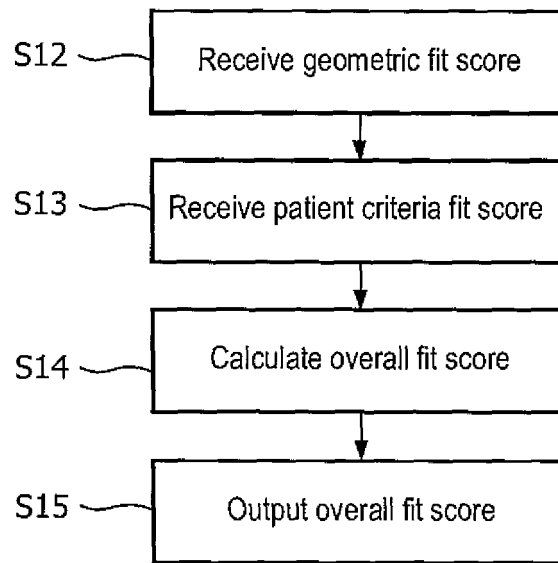 S12 Receive geometric fit score
S13 Receive patient criteria fit score
S14 Calculate overall fit score
S15 Output overall fit score